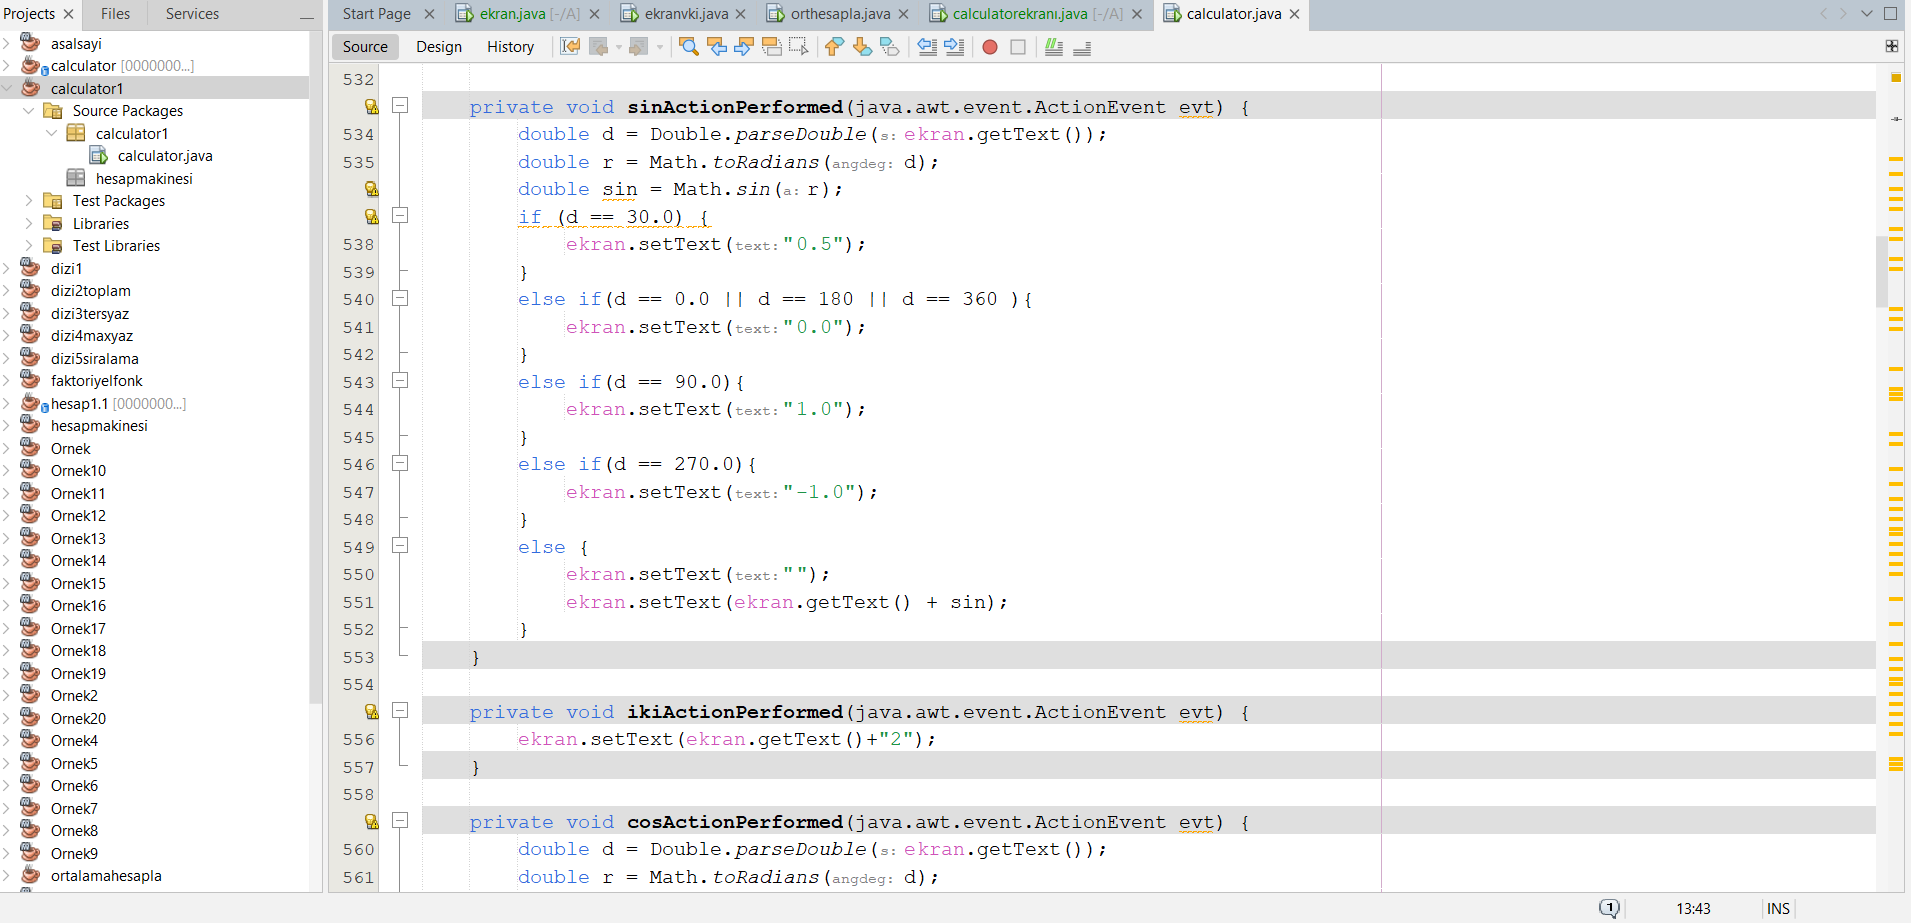 Projects Files Services
asalsayi
calculator [0000000...]
calculator1
Source Packages
calculator1
calculator.java
hesapmakinesi
Test Packages
Libraries
Test Libraries
dizi1
dizi2toplam
dizi3tersyaz
dizi4maxyaz
dizi5siralama
faktoriyelfonk
hesap1.1 [0000000...]
hesapmakinesi
Ornek
Ornek10
Ornek11
Ornek12
Ornek13
Ornek14
Ornek15
Ornek16
Ornek17
Ornek18
Ornek19
Ornek2
Ornek20
Ornek4
Ornek5
Ornek6
Ornek7
Ornek8
Ornek9
ortalamahesapla
Start Page ekran.java [-/A] ekranvki.java orthesapla.java calculatorekranı.java [-/A] calculator.java
Source Design History
532
private void sinActionPerformed(java.awt.event.ActionEvent evt) {
534 double d = Double.parseDouble(s: ekran.getText());
535 double r = Math.toRadians(angdeg: d);
double sin = Math.sin(a: r);
if (d == 30.0) {
538 ekran.setText(text: "0.5");
539 }
540 else if(d == 0.0 || d == 180 || d == 360 ){
541 ekran.setText(text: "0.0");
542 }
543 else if(d == 90.0){
544 ekran.setText(text: "1.0");
545 }
546 else if(d == 270.0){
547 ekran.setText(text: "-1.0");
548 }
549 else {
550 ekran.setText(text: "");
551 ekran.setText(ekran.getText() + sin);
552 }
553 }
554
private void ikiActionPerformed(java.awt.event.ActionEvent evt) {
556 ekran.setText(ekran.getText()+"2");
557 }
558
private void cosActionPerformed(java.awt.event.ActionEvent evt) {
560 double d = Double.parseDouble(s: ekran.getText());
561 double r = Math.toRadians(angdeg: d);
1 13:43 INS